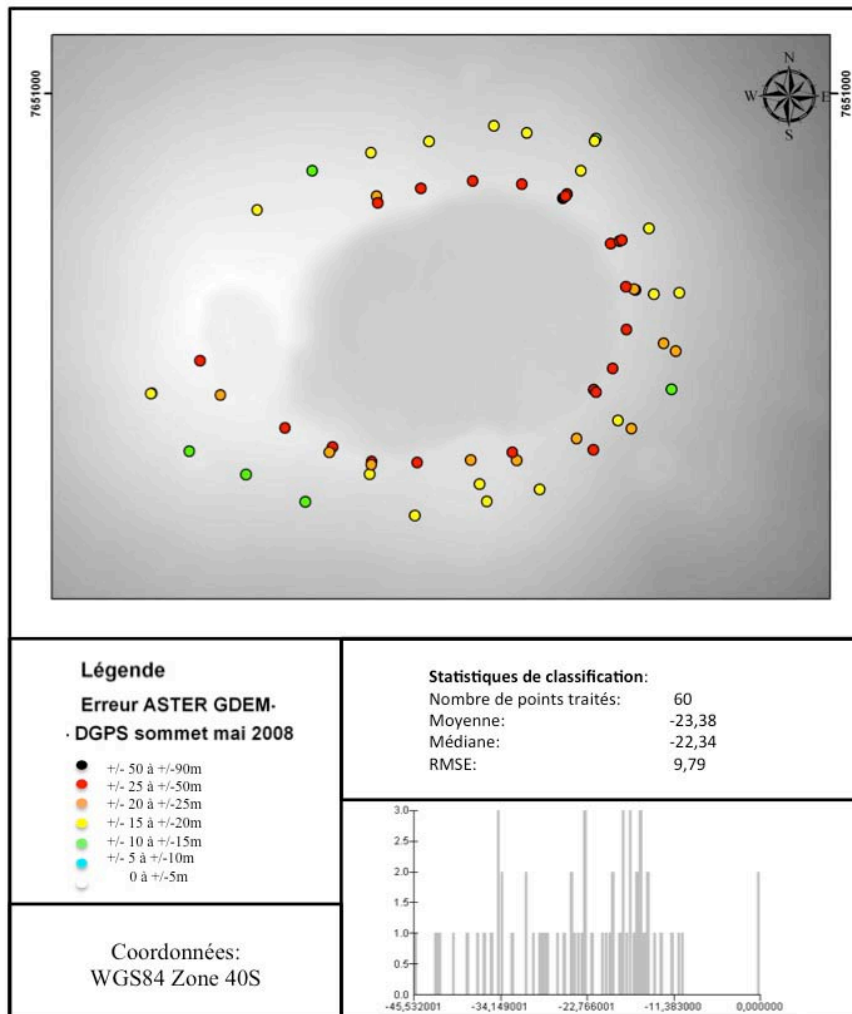 N
W E
S
7651000
7651000
Légende
Erreur ASTER GDEM-
· DGPS sommet mai 2008
+/- 50 à +/-90m
+/- 25 à +/-50m
+/- 20 à +/-25m
+/- 15 à +/-20m
+/- 10 à +/-15m
+/- 5 à +/-10m
0 à +/-5m
Coordonnées:
WGS84 Zone 40S
Statistiques de classification:
Nombre de points traités: 60
Moyenne: -23,38
Médiane: -22,34
RMSE: 9,79
3.0
2.5
2.0
1.5
1.0
0.5
0.0
-45,532001 -34,149001 -22,766001 -11,383000 0,000000